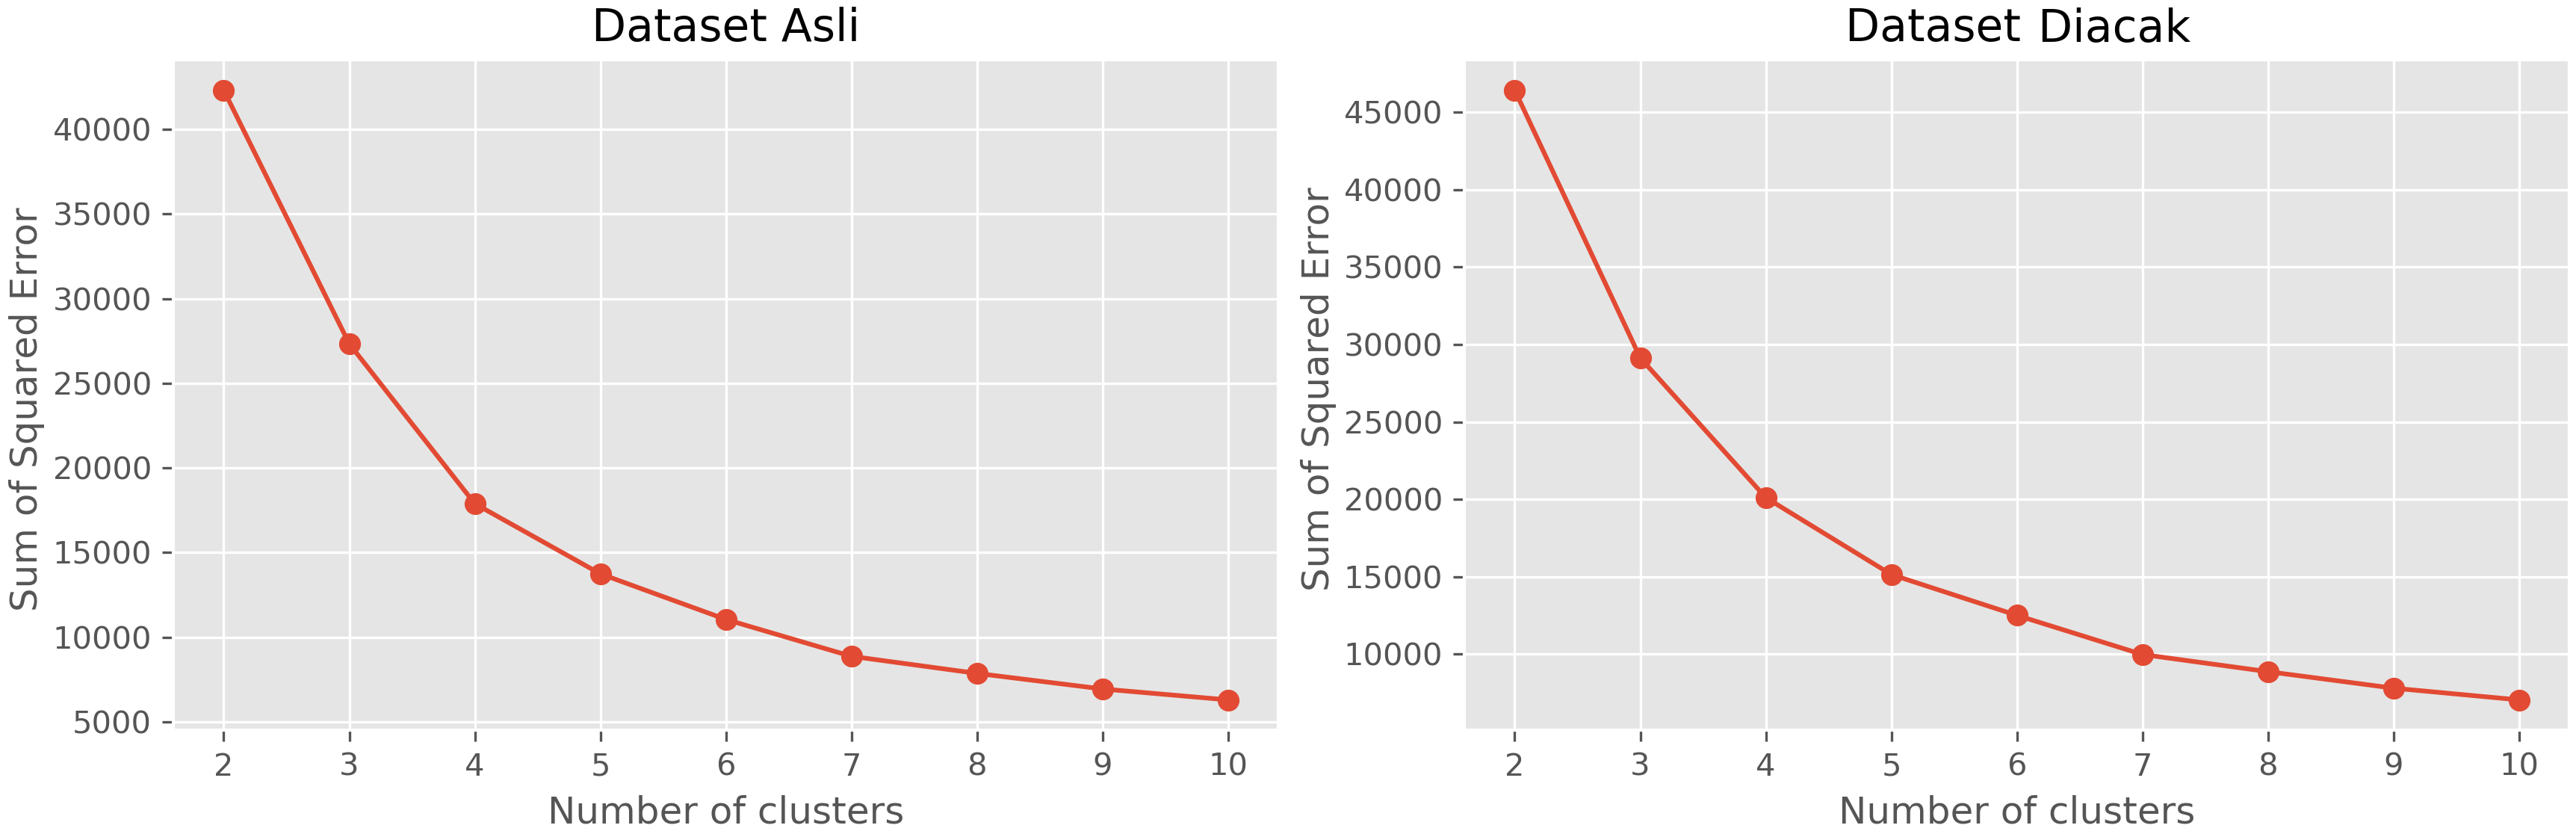 Dataset Asli
Sum of Squared Error
40000
35000
30000
25000
20000
15000
10000
5000
2 3 4 5 6 7 8 9 10
Number of clusters
Dataset Diacak
Sum of Squared Error
45000
40000
35000
30000
25000
20000
15000
10000
2 3 4 5 6 7 8 9 10
Number of clusters